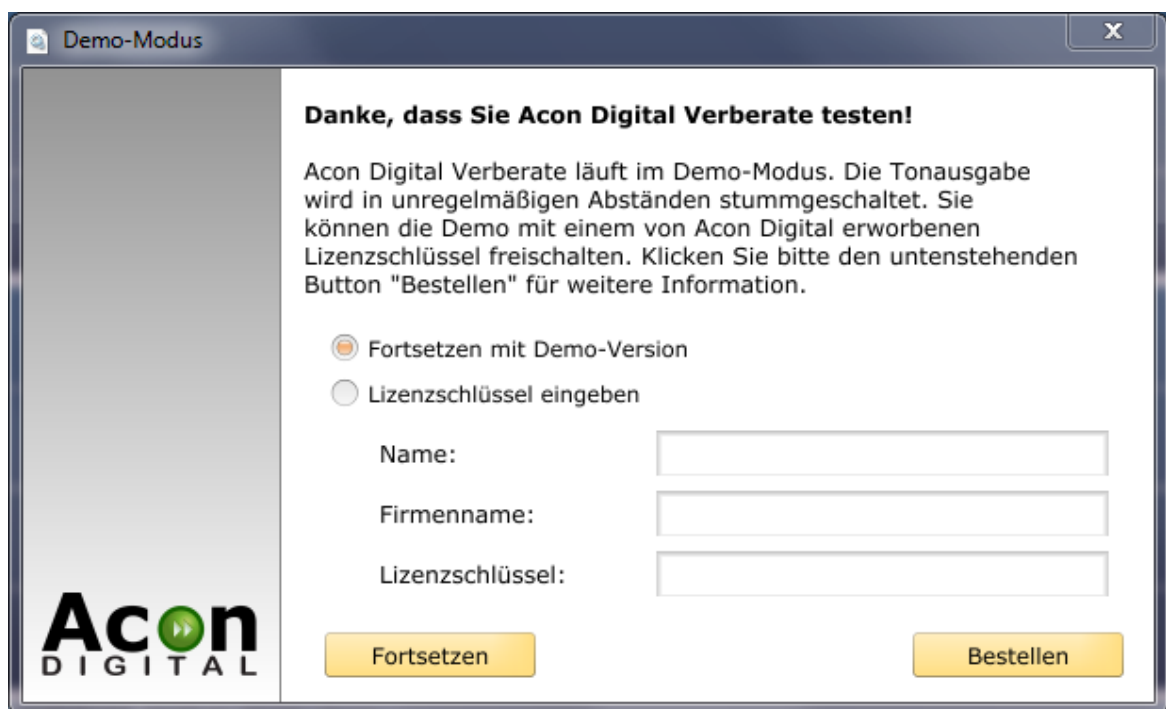 Demo-Modus
Danke, dass Sie Acon Digital Verberate testen!
Acon Digital Verberate läuft im Demo-Modus. Die Tonausgabe
wird in unregelmäßigen Abständen stummgeschaltet. Sie
können die Demo mit einem von Acon Digital erworbenen
Lizenzschlüssel freischalten. Klicken Sie bitte den untenstehenden
Button "Bestellen" für weitere Information.
Fortsetzen mit Demo-Version
Lizenzschlüssel eingeben
Name:
Firmenname:
Lizenzschlüssel:
Acon
DIGITAL
Fortsetzen
Bestellen